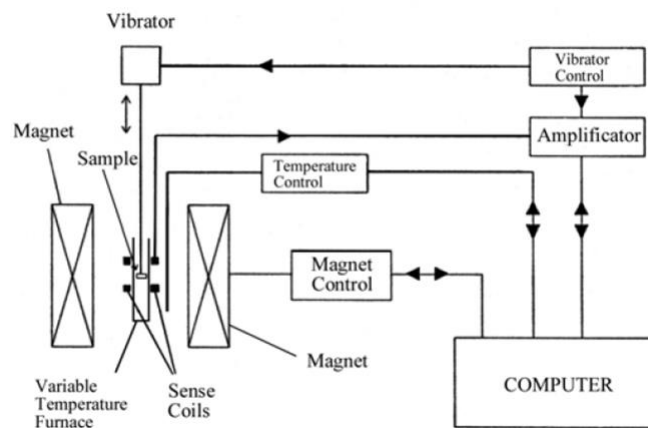 Vibrator
Vibrator
Control
Magnet
Amplificator
Sample
Temperature
Control
Magnet
Control
Magnet
Variable
Temperature
Furnace
Sense
Coils
COMPUTER